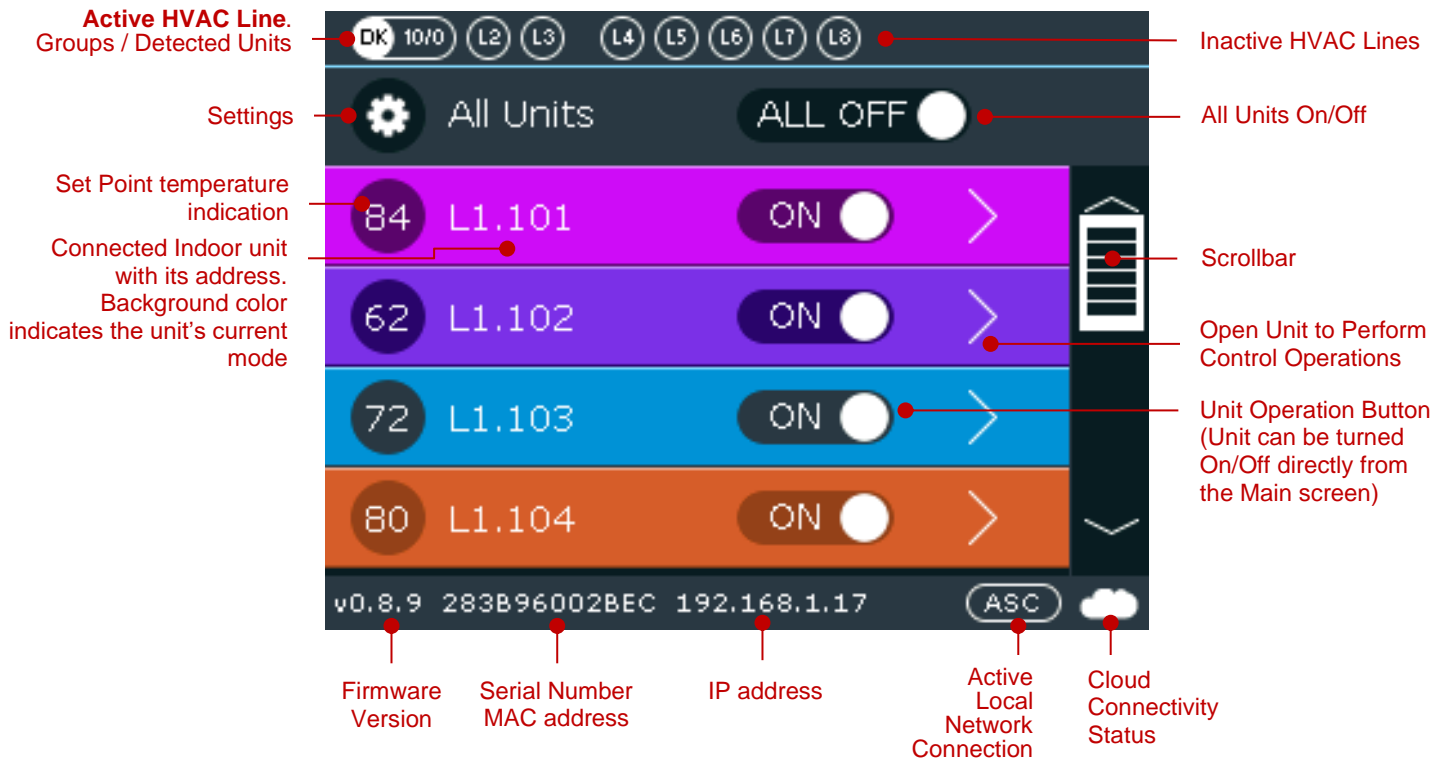 Active HVAC Line.
Groups / Detected Units
DK 10/0 L2 L3 L4 L5 L6 L7 L8
Inactive HVAC Lines
Settings
All Units ALL OFF
All Units On/Off
Set Point temperature
indication
84 L1.101 ON
Connected Indoor unit
with its address.
Background color
indicates the unit's current
mode
Scrollbar
62 L1.102 ON
Open Unit to Perform
Control Operations
72 L1.103 ON
Unit Operation Button
(Unit can be turned
On/Off directly from
the Main screen)
80 L1.104 ON
v0.8.9 283B96002BEC 192.168.1.17 ASC
Firmware
Version
Serial Number
MAC address
IP address
Active
Local
Network
Connection
Cloud
Connectivity
Status